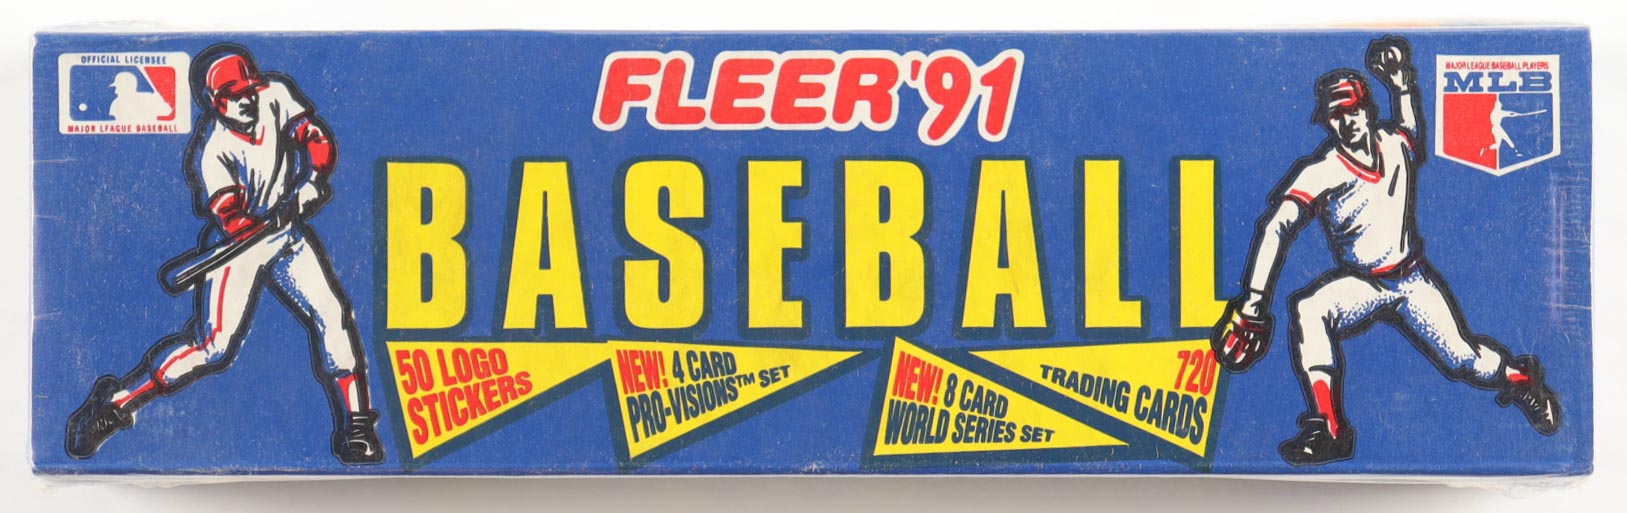 OFFICIAL LICENSEE
MAJOR LEAGUE BASEBALL
FLEER '91
MAJOR LEAGUE BASEBALL PLAYERS
MLB
BASEBALL
50 LOGO
STICKERS
NEW! 4 CARD
PRO-VISIONS™ SET
NEW! 8 CARD
WORLD SERIES SET
720
TRADING CARDS